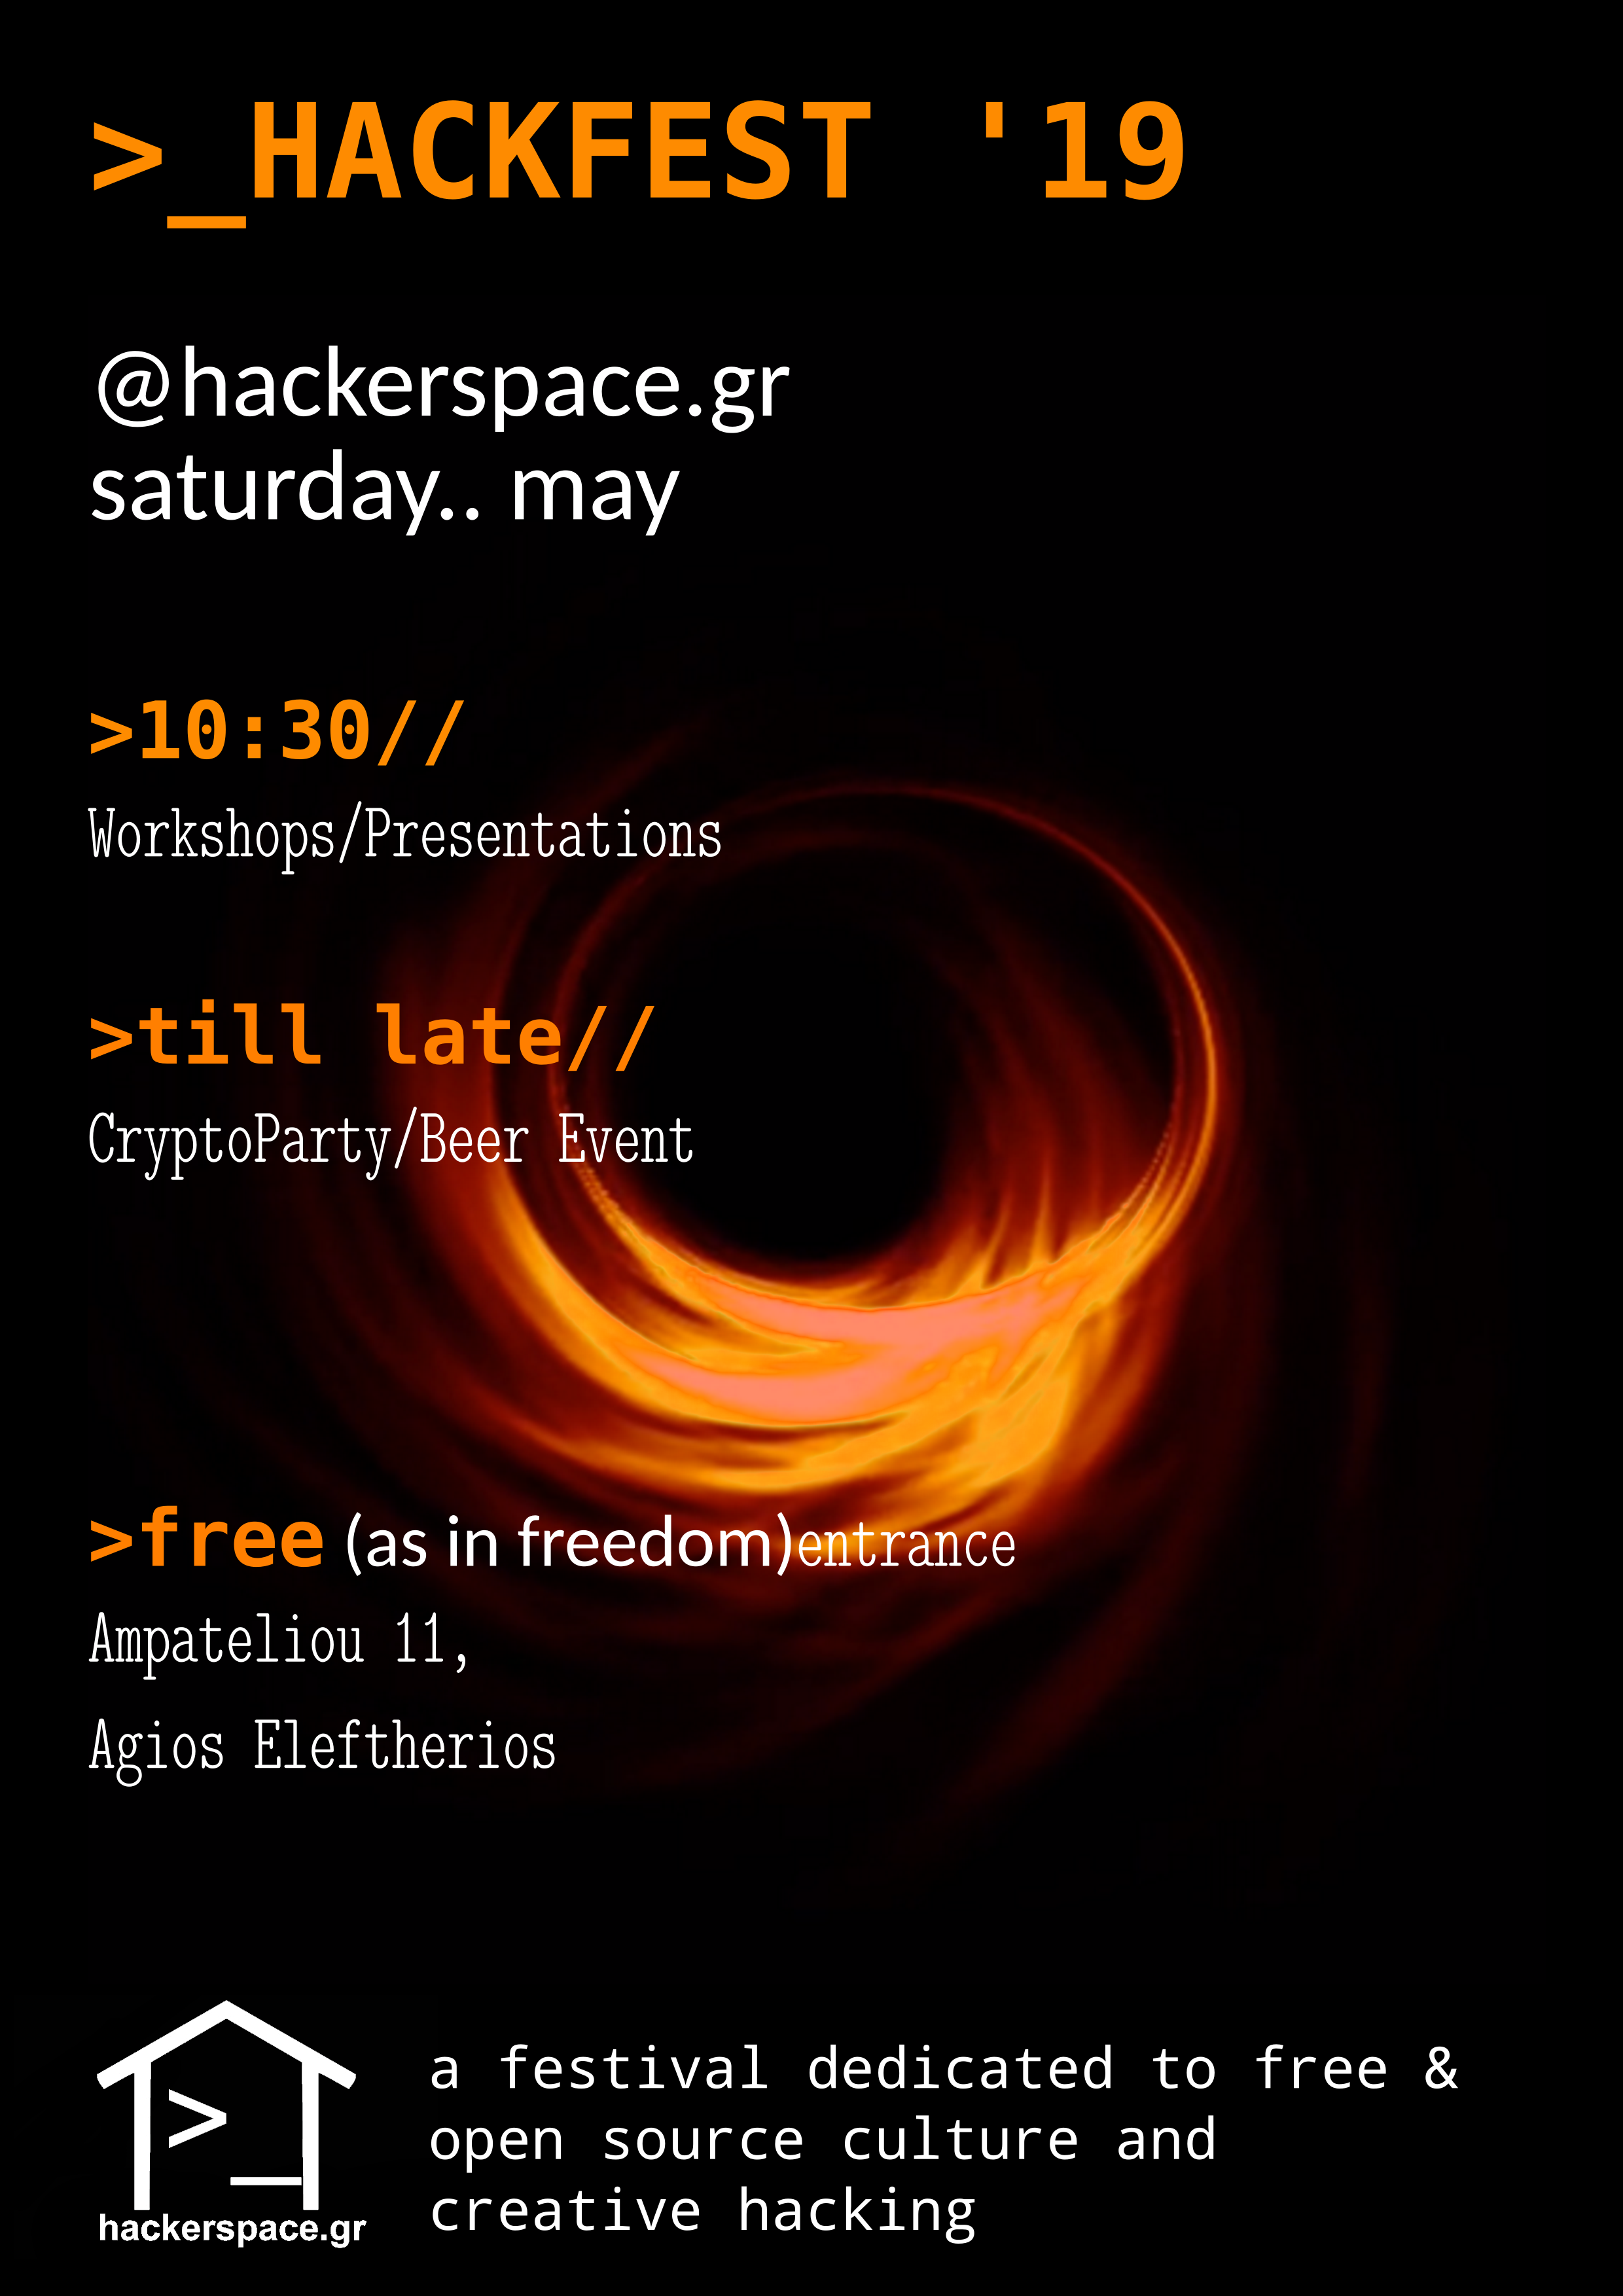 >_HACKFEST '19
@hackerspace.gr
saturday.. may
>10:30//
Workshops/Presentations
>till late//
CryptoParty/Beer Event
>free (as in freedom)entrance
Ampateliou 11,
Agios Eleftherios
>_
hackerspace.gr
a festival dedicated to free &
open source culture and
creative hacking